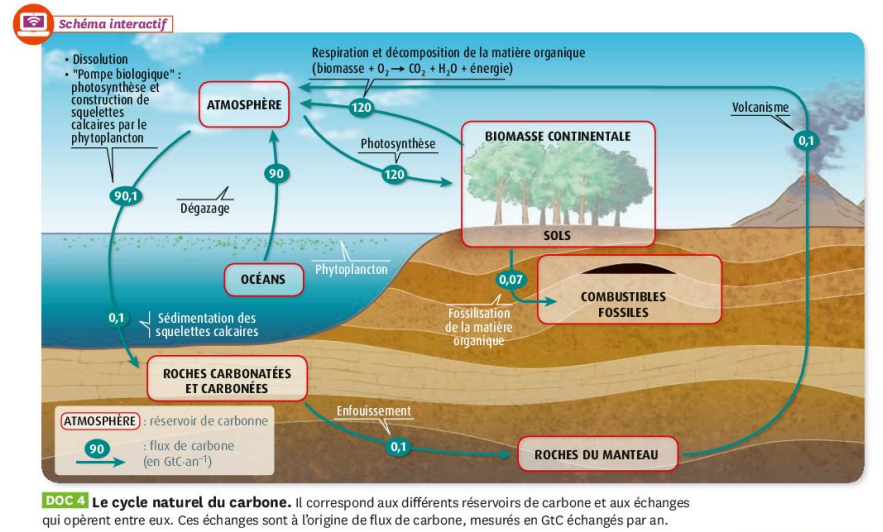 Schéma interactif
• Dissolution
• "Pompe biologique" :
photosynthèse et
construction de
squelettes
calcaires par le
phytoplancton
ATMOSPHÈRE
Respiration et décomposition de la matière organique
(biomasse + O₂ → CO₂ + H₂O + énergie)
120
Photosynthèse
120
BIOMASSE CONTINENTALE
SOLS
Volcanisme
0,1
90,1
90
Dégazage
Phytoplancton
OCÉANS
0,07
Fossilisation
de la matière
organique
COMBUSTIBLES
FOSSILES
0,1
Sédimentation des
squelettes calcaires
ROCHES CARBONATÉES
ET CARBONÉES
Enfouissement
0,1
ROCHES DU MANTEAU
ATMOSPHÈRE : réservoir de carbonne
90 : flux de carbone
(en GtC·an⁻¹)
DOC 4 Le cycle naturel du carbone. Il correspond aux différents réservoirs de carbone et aux échanges
qui opèrent entre eux. Ces échanges sont à l'origine de flux de carbone, mesurés en GtC échangés par an.